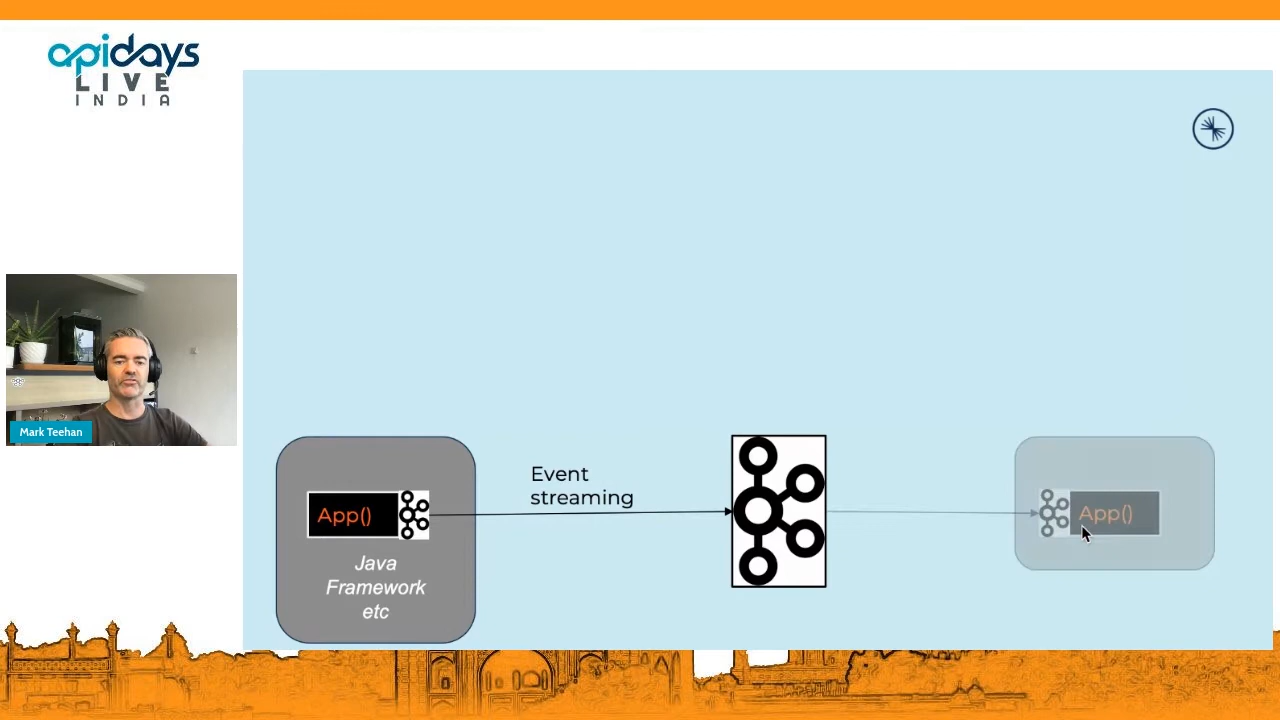 apidays
LIVE
INDIA
Mark Teehan
Event
streaming
App()
Java
Framework
etc
App()